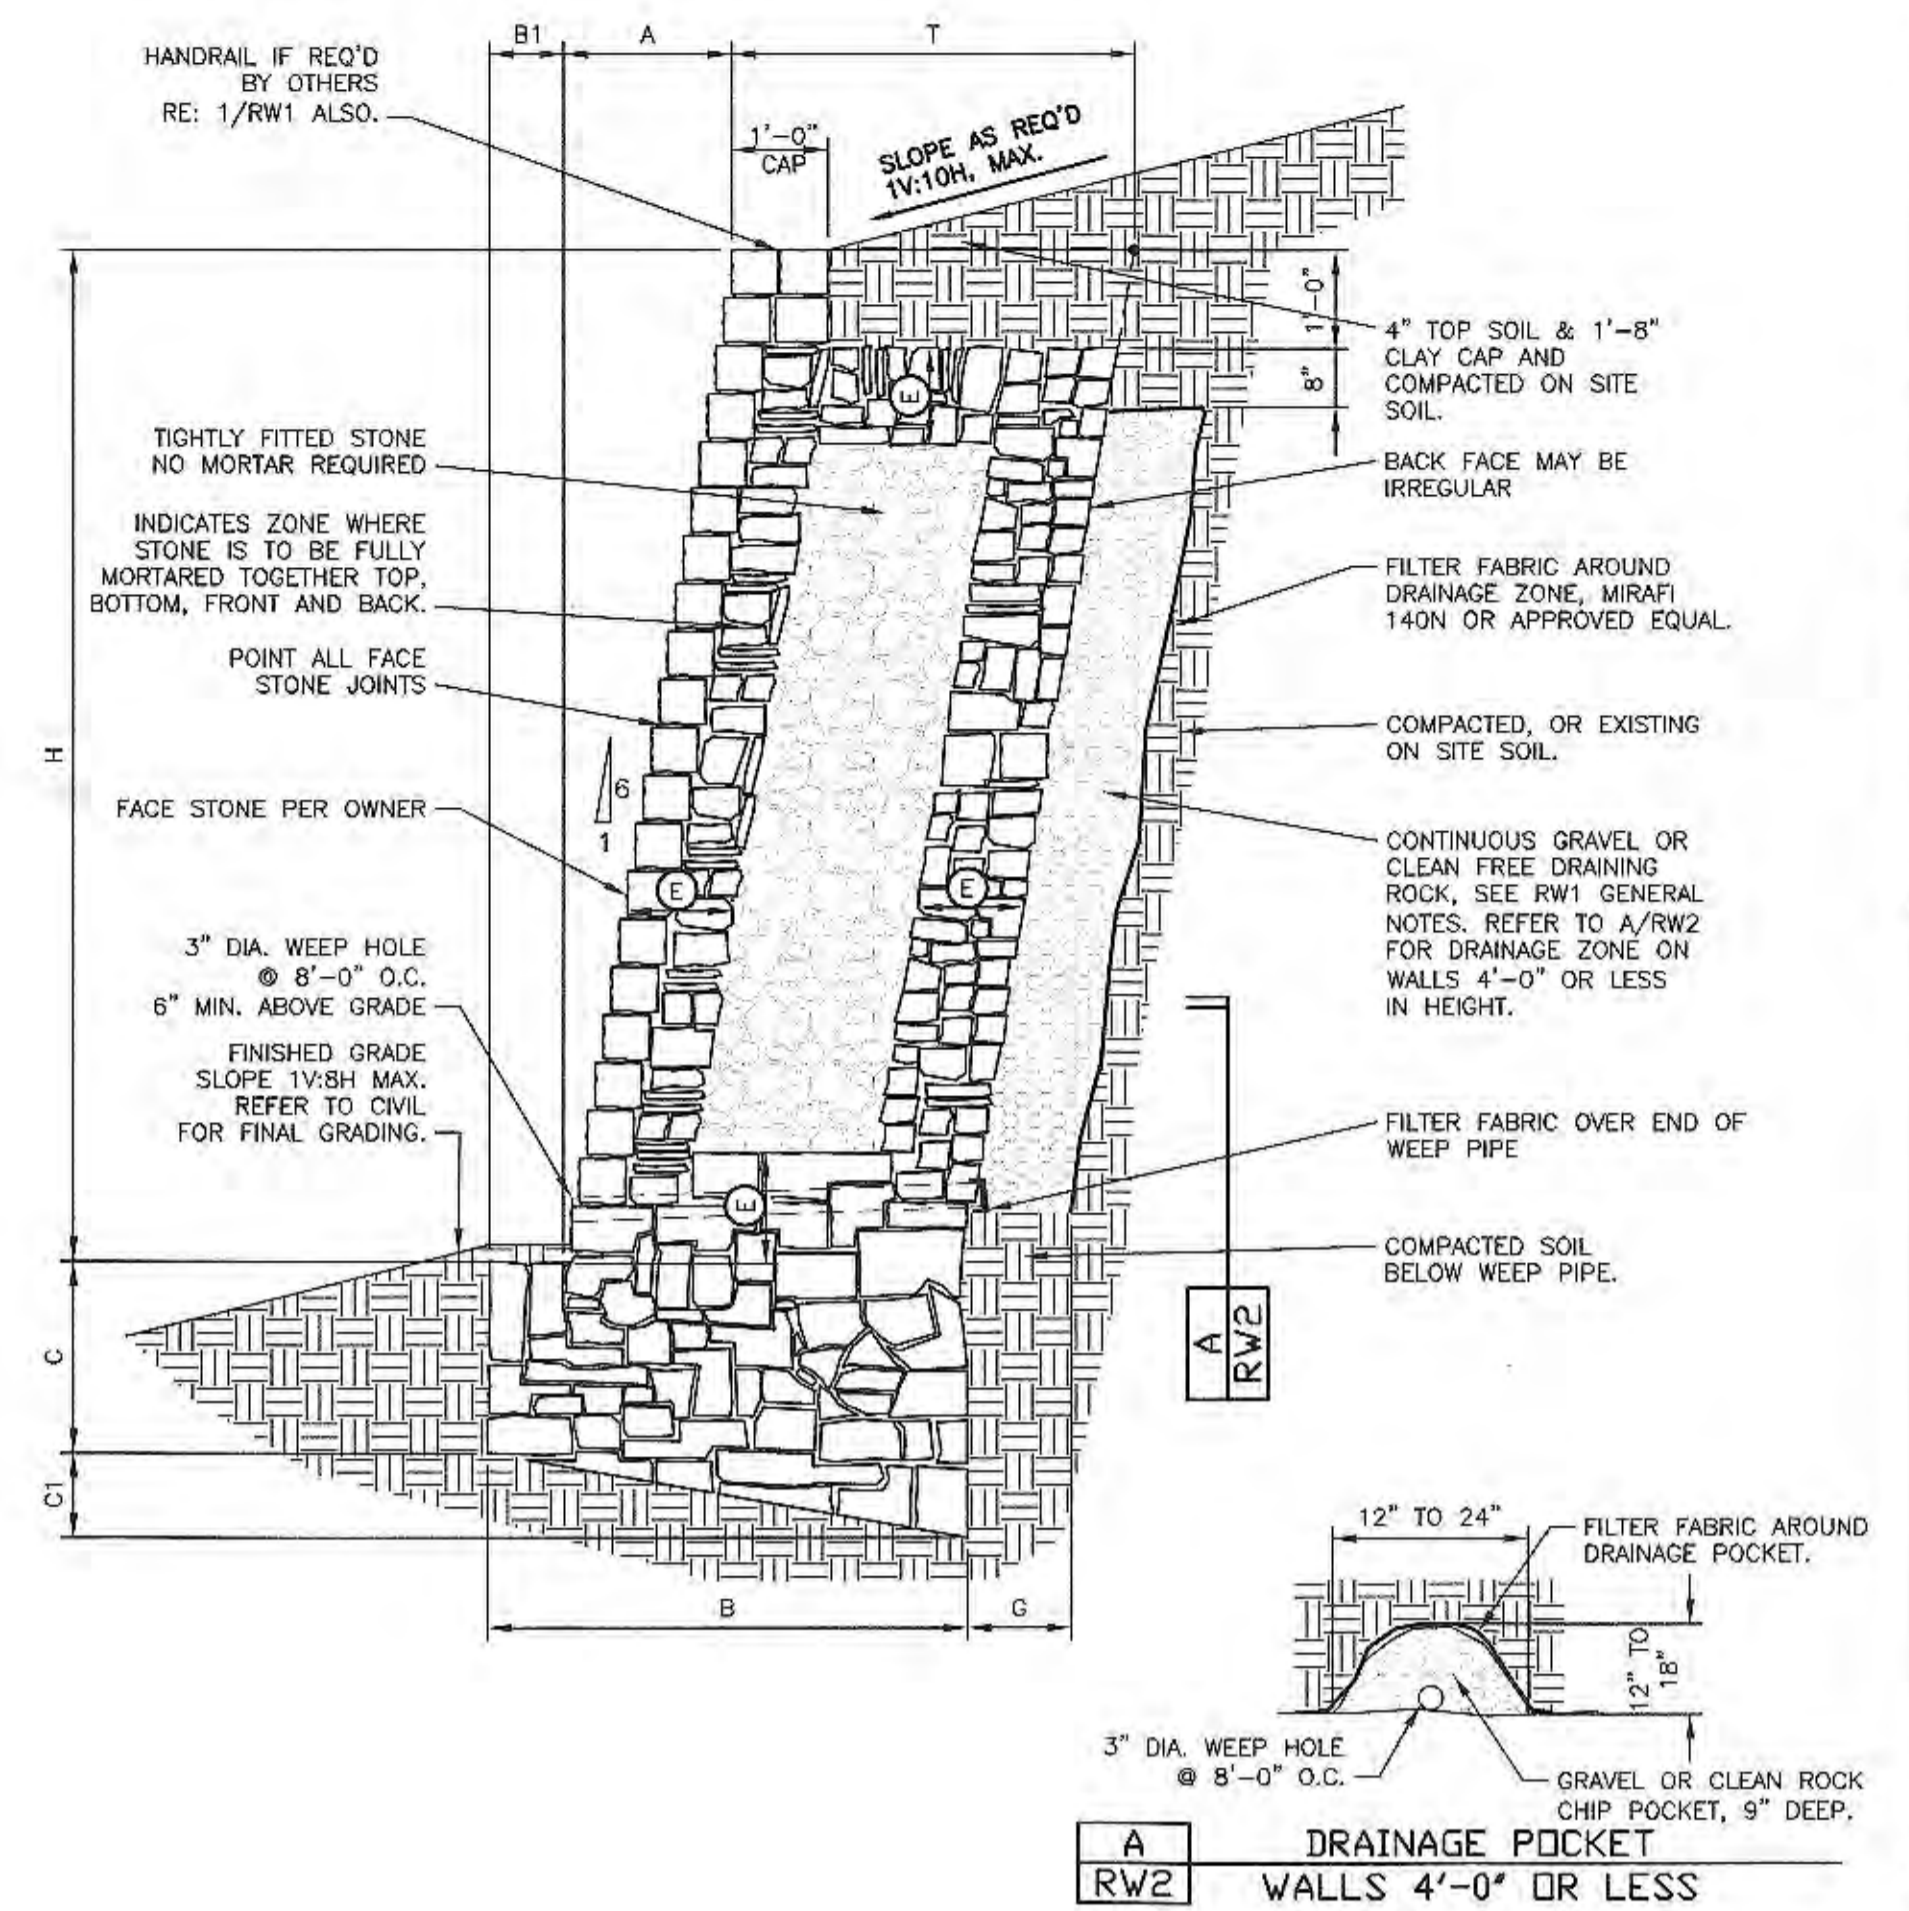 B1
A
T
HANDRAIL IF REQ'D
BY OTHERS
RE: 1/RW1 ALSO.
1'-0"
CAP
SLOPE AS REQ'D
1V:10H, MAX.
1'-0"
8"
4" TOP SOIL & 1'-8"
CLAY CAP AND
COMPACTED ON SITE
SOIL.
E
TIGHTLY FITTED STONE
NO MORTAR REQUIRED
BACK FACE MAY BE
IRREGULAR
INDICATES ZONE WHERE
STONE IS TO BE FULLY
MORTARED TOGETHER TOP,
BOTTOM, FRONT AND BACK.
FILTER FABRIC AROUND
DRAINAGE ZONE, MIRAFI
140N OR APPROVED EQUAL.
POINT ALL FACE
STONE JOINTS
COMPACTED, OR EXISTING
ON SITE SOIL.
H
6
1
FACE STONE PER OWNER
CONTINUOUS GRAVEL OR
CLEAN FREE DRAINING
ROCK, SEE RW1 GENERAL
NOTES. REFER TO A/RW2
FOR DRAINAGE ZONE ON
WALLS 4'-0" OR LESS
IN HEIGHT.
E
E
3" DIA. WEEP HOLE
@ 8'-0" O.C.
6" MIN. ABOVE GRADE
FINISHED GRADE
SLOPE 1V:8H MAX.
REFER TO CIVIL
FOR FINAL GRADING.
FILTER FABRIC OVER END OF
WEEP PIPE
E
COMPACTED SOIL
BELOW WEEP PIPE.
A
RW2
C
C1
B
G
12" TO 24"
FILTER FABRIC AROUND
DRAINAGE POCKET.
12" TO
18"
3" DIA. WEEP HOLE
@ 8'-0" O.C.
GRAVEL OR CLEAN ROCK
CHIP POCKET, 9" DEEP.
A
RW2
DRAINAGE POCKET
WALLS 4'-0" OR LESS